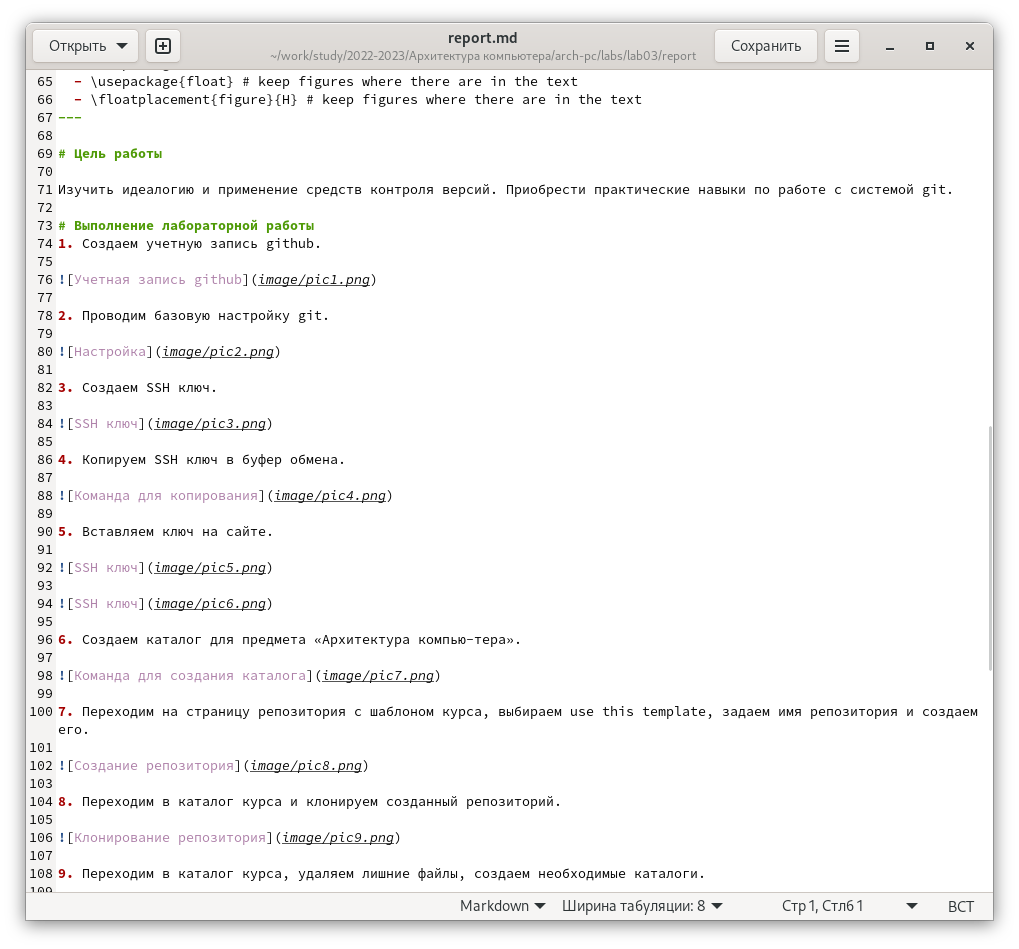 Открыть
report.md
~/work/study/2022-2023/Архитектура компьютера/arch-pc/labs/lab03/report
Сохранить
65 - \usepackage{float} # keep figures where there are in the text
66 - \floatplacement{figure}{H} # keep figures where there are in the text
67 ---
68
69 # Цель работы
70
71 Изучить идеалогию и применение средств контроля версий. Приобрести практические навыки по работе с системой git.
72
73 # Выполнение лабораторной работы
74 1. Создаем учетную запись github.
75
76 ![Учетная запись github](image/pic1.png)
77
78 2. Проводим базовую настройку git.
79
80 ![Настройка](image/pic2.png)
81
82 3. Создаем SSH ключ.
83
84 ![SSH ключ](image/pic3.png)
85
86 4. Копируем SSH ключ в буфер обмена.
87
88 ![Команда для копирования](image/pic4.png)
89
90 5. Вставляем ключ на сайте.
91
92 ![SSH ключ](image/pic5.png)
93
94 ![SSH ключ](image/pic6.png)
95
96 6. Создаем каталог для предмета «Архитектура компью-тера».
97
98 ![Команда для создания каталога](image/pic7.png)
99
100 7. Переходим на страницу репозитория с шаблоном курса, выбираем use this template, задаем имя репозитория и создаем
его.
101
102 ![Создание репозитория](image/pic8.png)
103
104 8. Переходим в каталог курса и клонируем созданный репозиторий.
105
106 ![Клонирование репозитория](image/pic9.png)
107
108 9. Переходим в каталог курса, удаляем лишние файлы, создаем необходимые каталоги.
109
Markdown Ширина табуляции: 8 Стр 1, Стлб 1 ВСТ